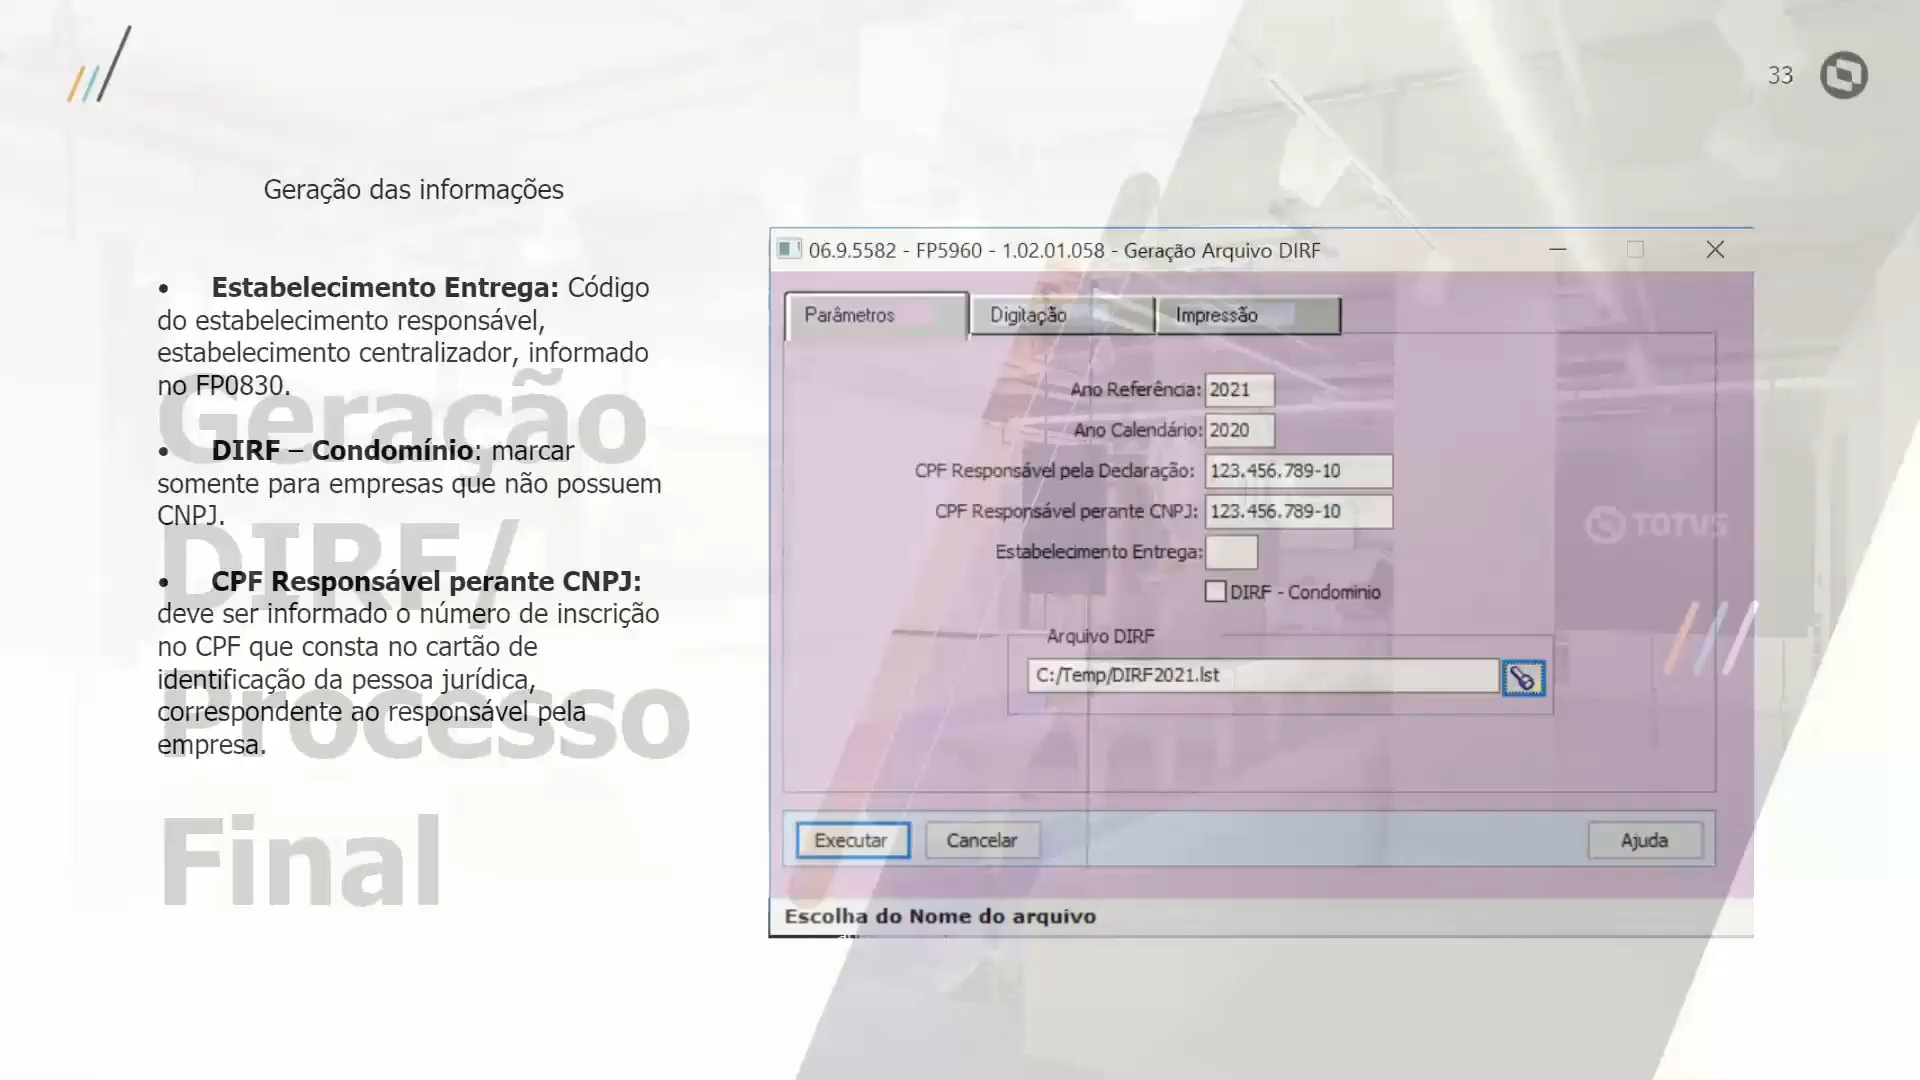 33
Geração das informações
• Estabelecimento Entrega: Código
do estabelecimento responsável,
estabelecimento centralizador, informado
no FP0830.
• DIRF – Condomínio: marcar
somente para empresas que não possuem
CNPJ.
• CPF Responsável perante CNPJ:
deve ser informado o número de inscrição
no CPF que consta no cartão de
identificação da pessoa jurídica,
correspondente ao responsável pela
empresa.
Geração
DIRF/
Processo
Final
06.9.5582 - FP5960 - 1.02.01.058 - Geração Arquivo DIRF
Parâmetros Digitação Impressão
Ano Referência: 2021
Ano Calendário: 2020
CPF Responsável pela Declaração: 123.456.789-10
CPF Responsável perante CNPJ: 123.456.789-10
Estabelecimento Entrega:
DIRF - Condominio
Arquivo DIRF
C:/Temp/DIRF2021.lst
TOTVS
Executar Cancelar Ajuda
Escolha do Nome do arquivo